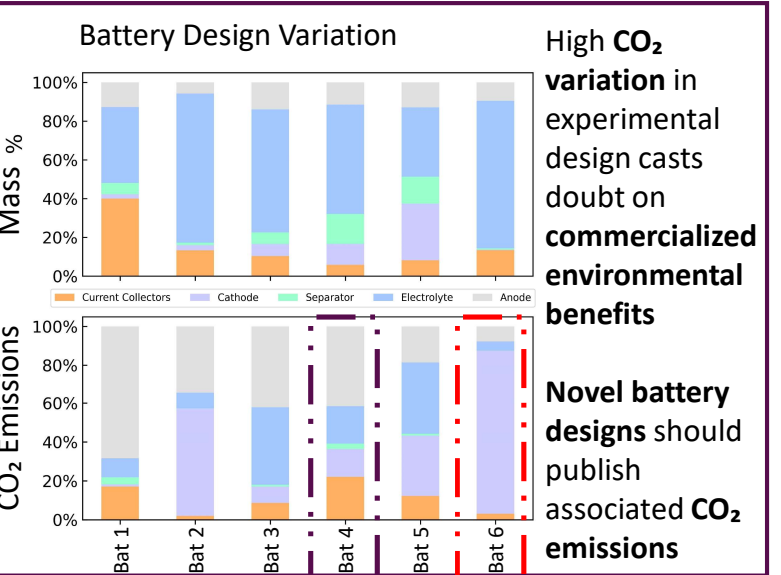 Battery Design Variation
Mass %
100%
80%
60%
40%
20%
0%
Current Collectors
Cathode
Separator
Electrolyte
Anode
CO₂ Emissions
100%
80%
60%
40%
20%
0%
Bat 1
Bat 2
Bat 3
Bat 4
Bat 5
Bat 6
High CO₂
variation in
experimental
design casts
doubt on
commercialized
environmental
benefits
Novel battery
designs should
publish
associated CO₂
emissions